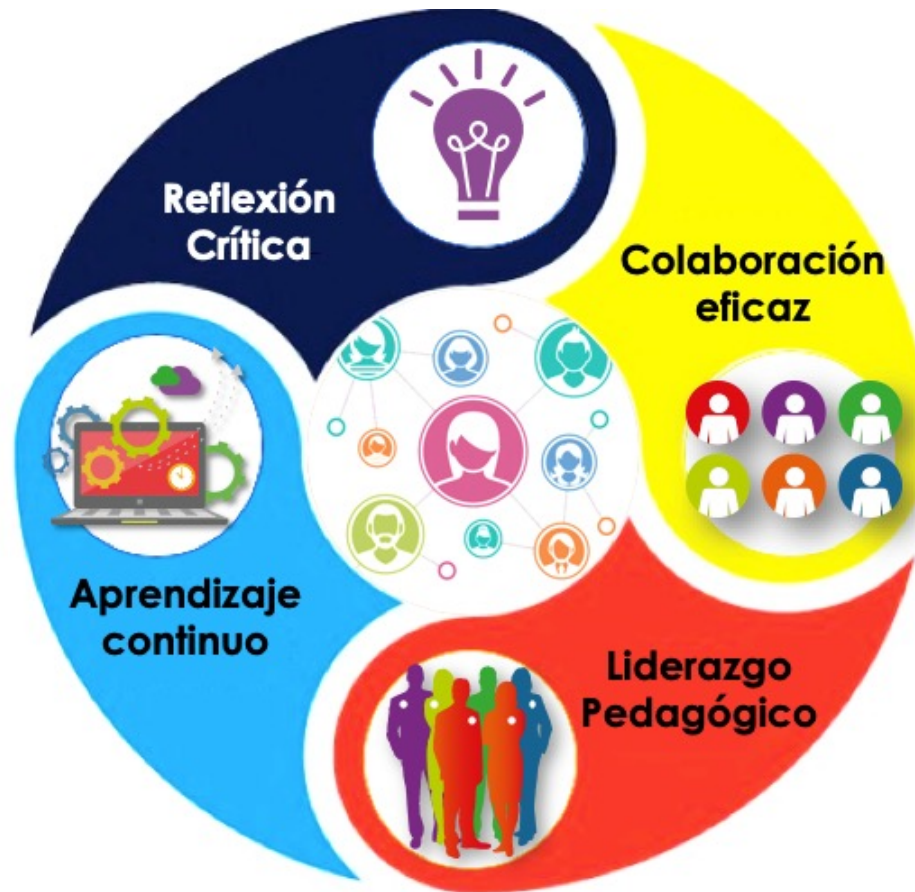 Reflexión
Crítica
Colaboración
eficaz
Aprendizaje
continuo
Liderazgo
Pedagógico